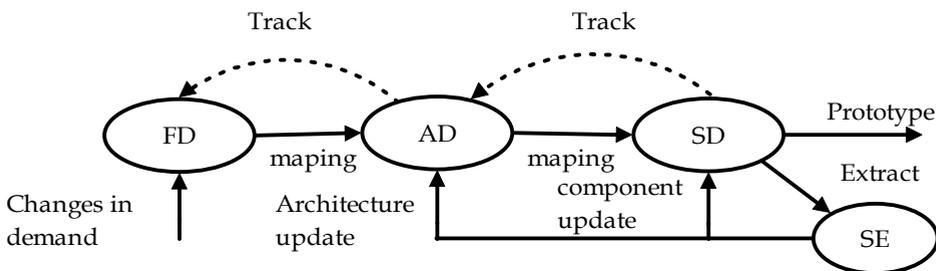 Track
Track
FD
AD
SD
Prototype
maping
maping
Extract
Changes in
demand
Architecture
update
component
update
SE